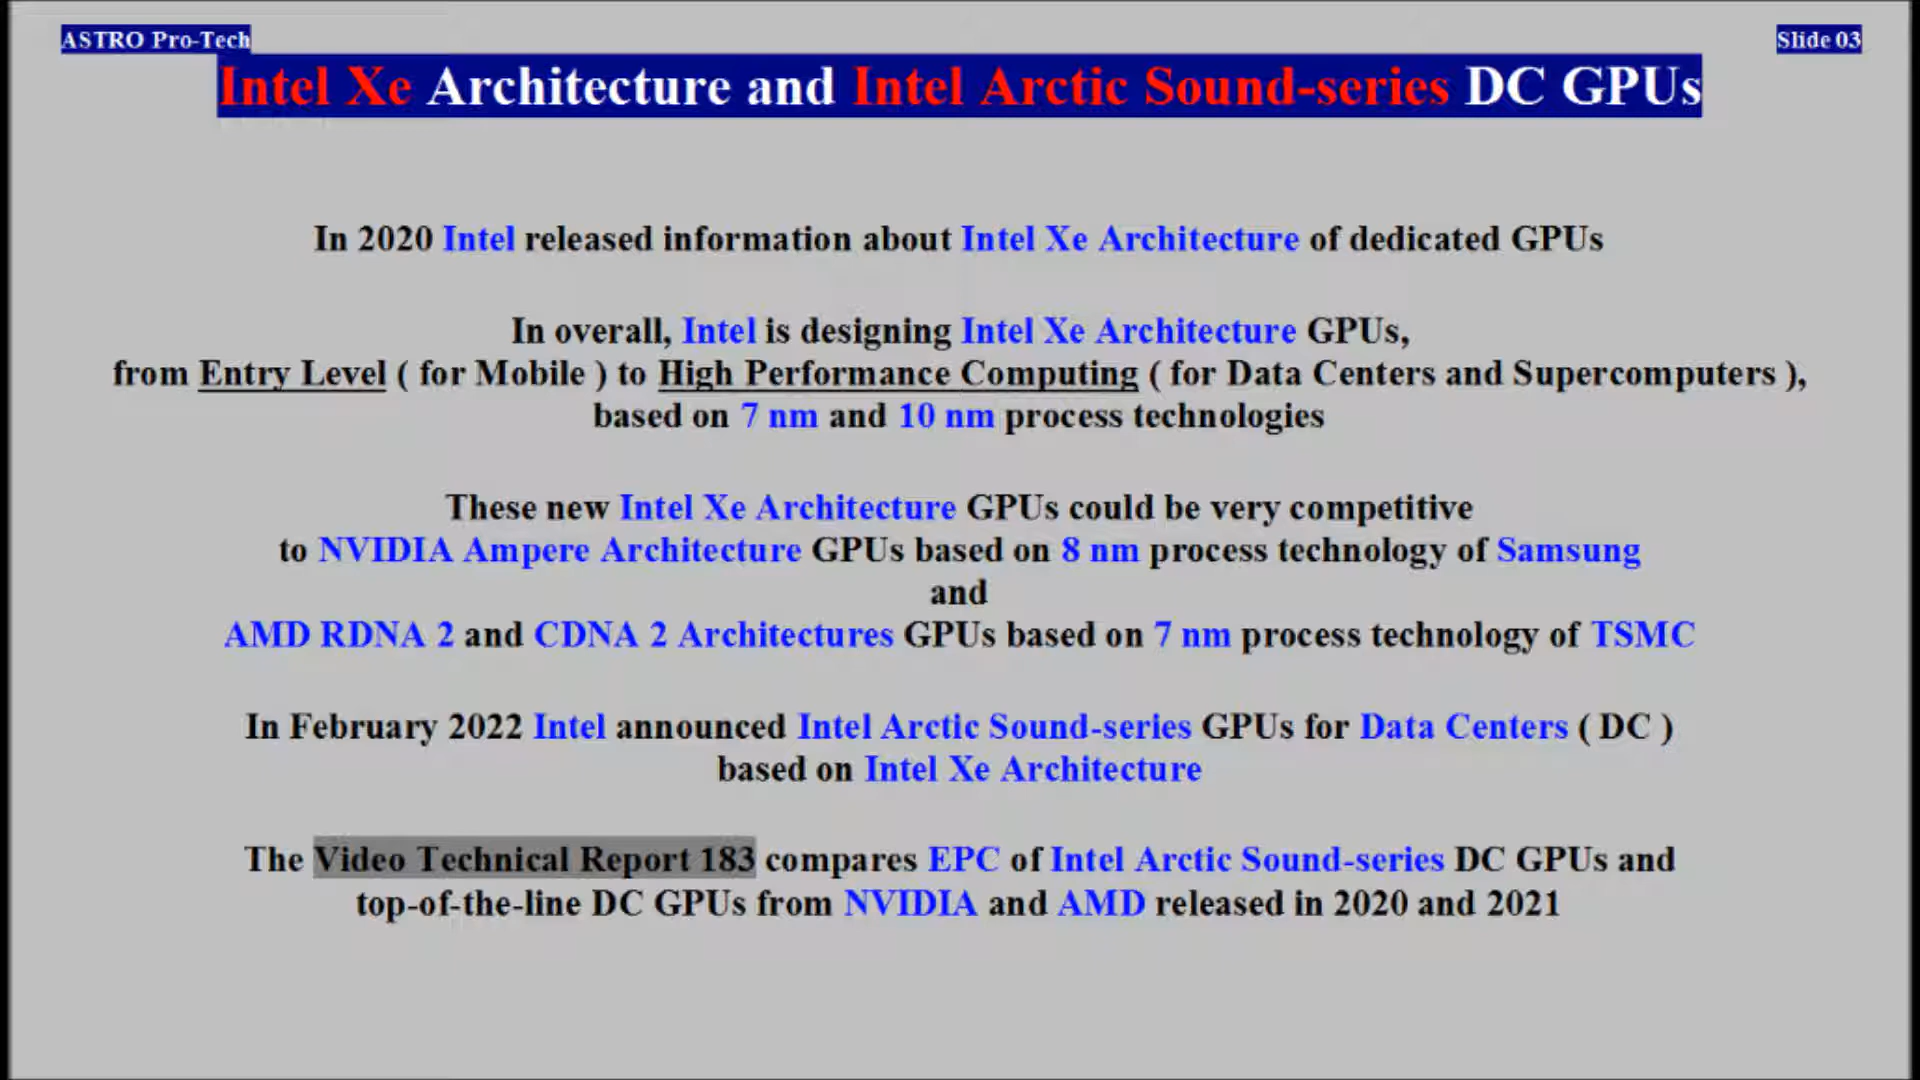 ASTRO Pro-Tech
Slide 03
Intel Xe Architecture and Intel Arctic Sound-series DC GPUs
In 2020 Intel released information about Intel Xe Architecture of dedicated GPUs
In overall, Intel is designing Intel Xe Architecture GPUs,
from Entry Level ( for Mobile ) to High Performance Computing ( for Data Centers and Supercomputers ),
based on 7 nm and 10 nm process technologies
These new Intel Xe Architecture GPUs could be very competitive
to NVIDIA Ampere Architecture GPUs based on 8 nm process technology of Samsung
and
AMD RDNA 2 and CDNA 2 Architectures GPUs based on 7 nm process technology of TSMC
In February 2022 Intel announced Intel Arctic Sound-series GPUs for Data Centers ( DC )
based on Intel Xe Architecture
The Video Technical Report 183 compares EPC of Intel Arctic Sound-series DC GPUs and
top-of-the-line DC GPUs from NVIDIA and AMD released in 2020 and 2021